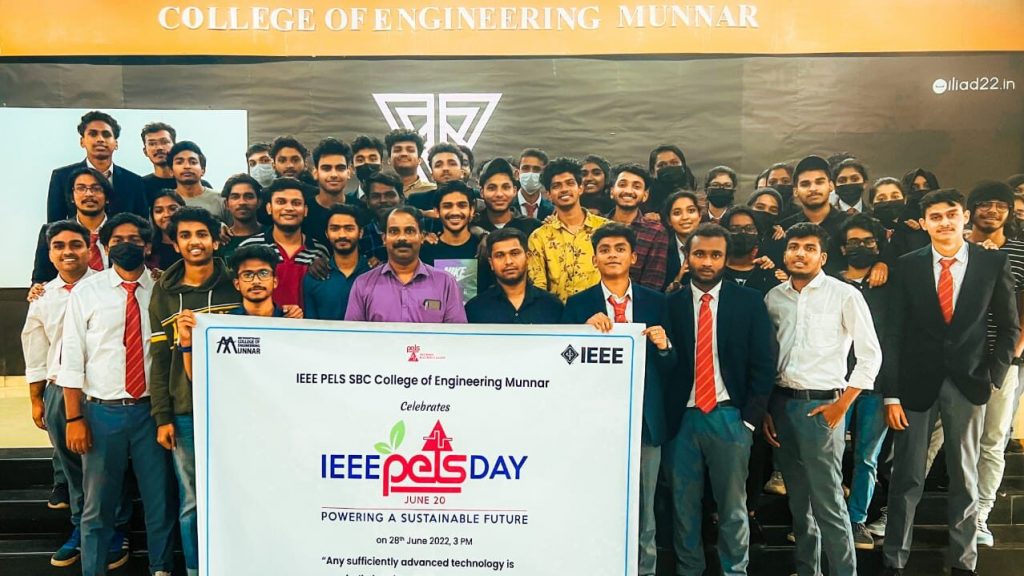 COLLEGE OF ENGINEERING MUNNAR
iliad22.in
COLLEGE OF ENGINEERING
MUNNAR
pels
IEEE
IEEE PELS SBC College of Engineering Munnar
Celebrates
IEEE pels DAY
JUNE 20
POWERING A SUSTAINABLE FUTURE
on 28th June 2022, 3 PM
"Any sufficiently advanced technology is